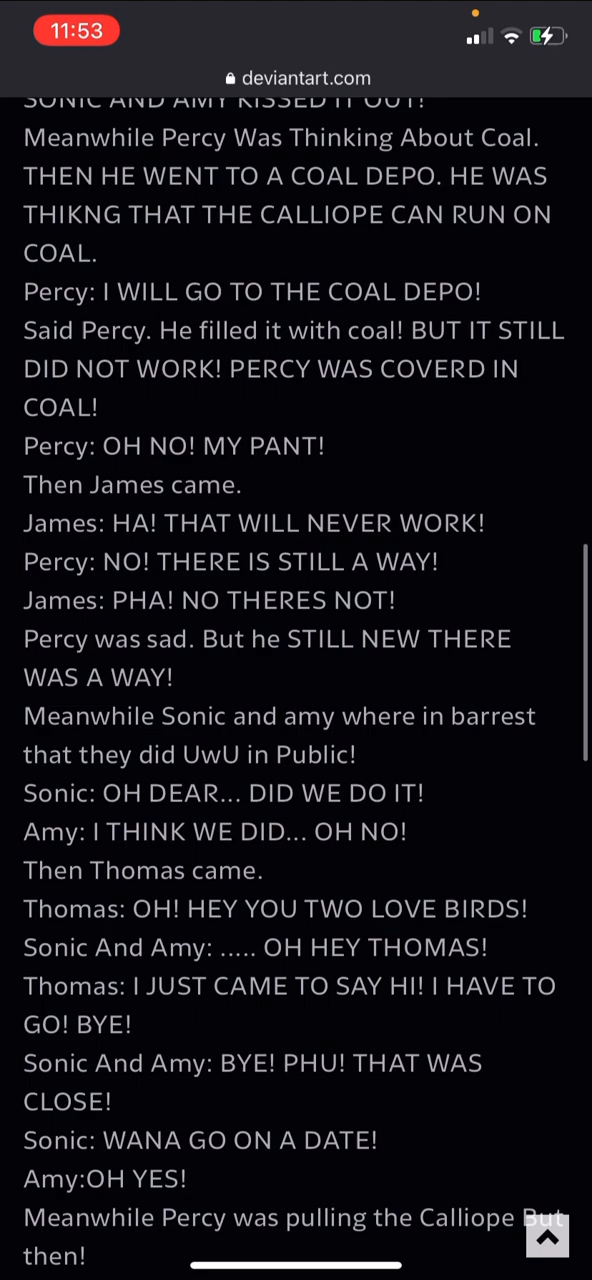 11:53
deviantart.com
SONIC AND AMY KISSED IT OUT!
Meanwhile Percy Was Thinking About Coal.
THEN HE WENT TO A COAL DEPO. HE WAS
THIKNG THAT THE CALLIOPE CAN RUN ON
COAL.
Percy: I WILL GO TO THE COAL DEPO!
Said Percy. He filled it with coal! BUT IT STILL
DID NOT WORK! PERCY WAS COVERD IN
COAL!
Percy: OH NO! MY PANT!
Then James came.
James: HA! THAT WILL NEVER WORK!
Percy: NO! THERE IS STILL A WAY!
James: PHA! NO THERES NOT!
Percy was sad. But he STILL NEW THERE
WAS A WAY!
Meanwhile Sonic and amy where in barrest
that they did UwU in Public!
Sonic: OH DEAR... DID WE DO IT!
Amy: I THINK WE DID... OH NO!
Then Thomas came.
Thomas: OH! HEY YOU TWO LOVE BIRDS!
Sonic And Amy: ..... OH HEY THOMAS!
Thomas: I JUST CAME TO SAY HI! I HAVE TO
GO! BYE!
Sonic And Amy: BYE! PHU! THAT WAS
CLOSE!
Sonic: WANA GO ON A DATE!
Amy:OH YES!
Meanwhile Percy was pulling the Calliope But
then!